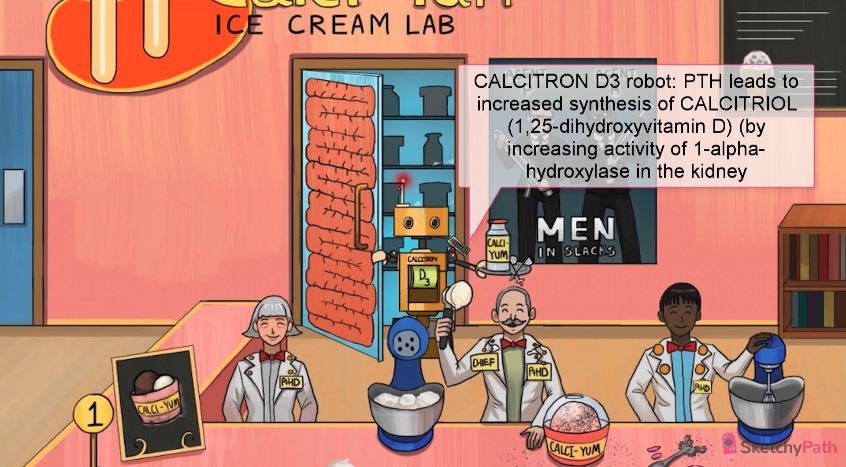 ICE CREAM LAB
CALCITRON D3 robot: PTH leads to
increased synthesis of CALCITRIOL
(1,25-dihydroxyvitamin D) (by
increasing activity of 1-alpha-
hydroxylase in the kidney
MEN
IN SLACKS
CALCI-
YUM
CALCITRON
D3
CHIEF
PHD
PHD
PHD
CALCI-YUM
1
CALCI-YUM
SketchyPath